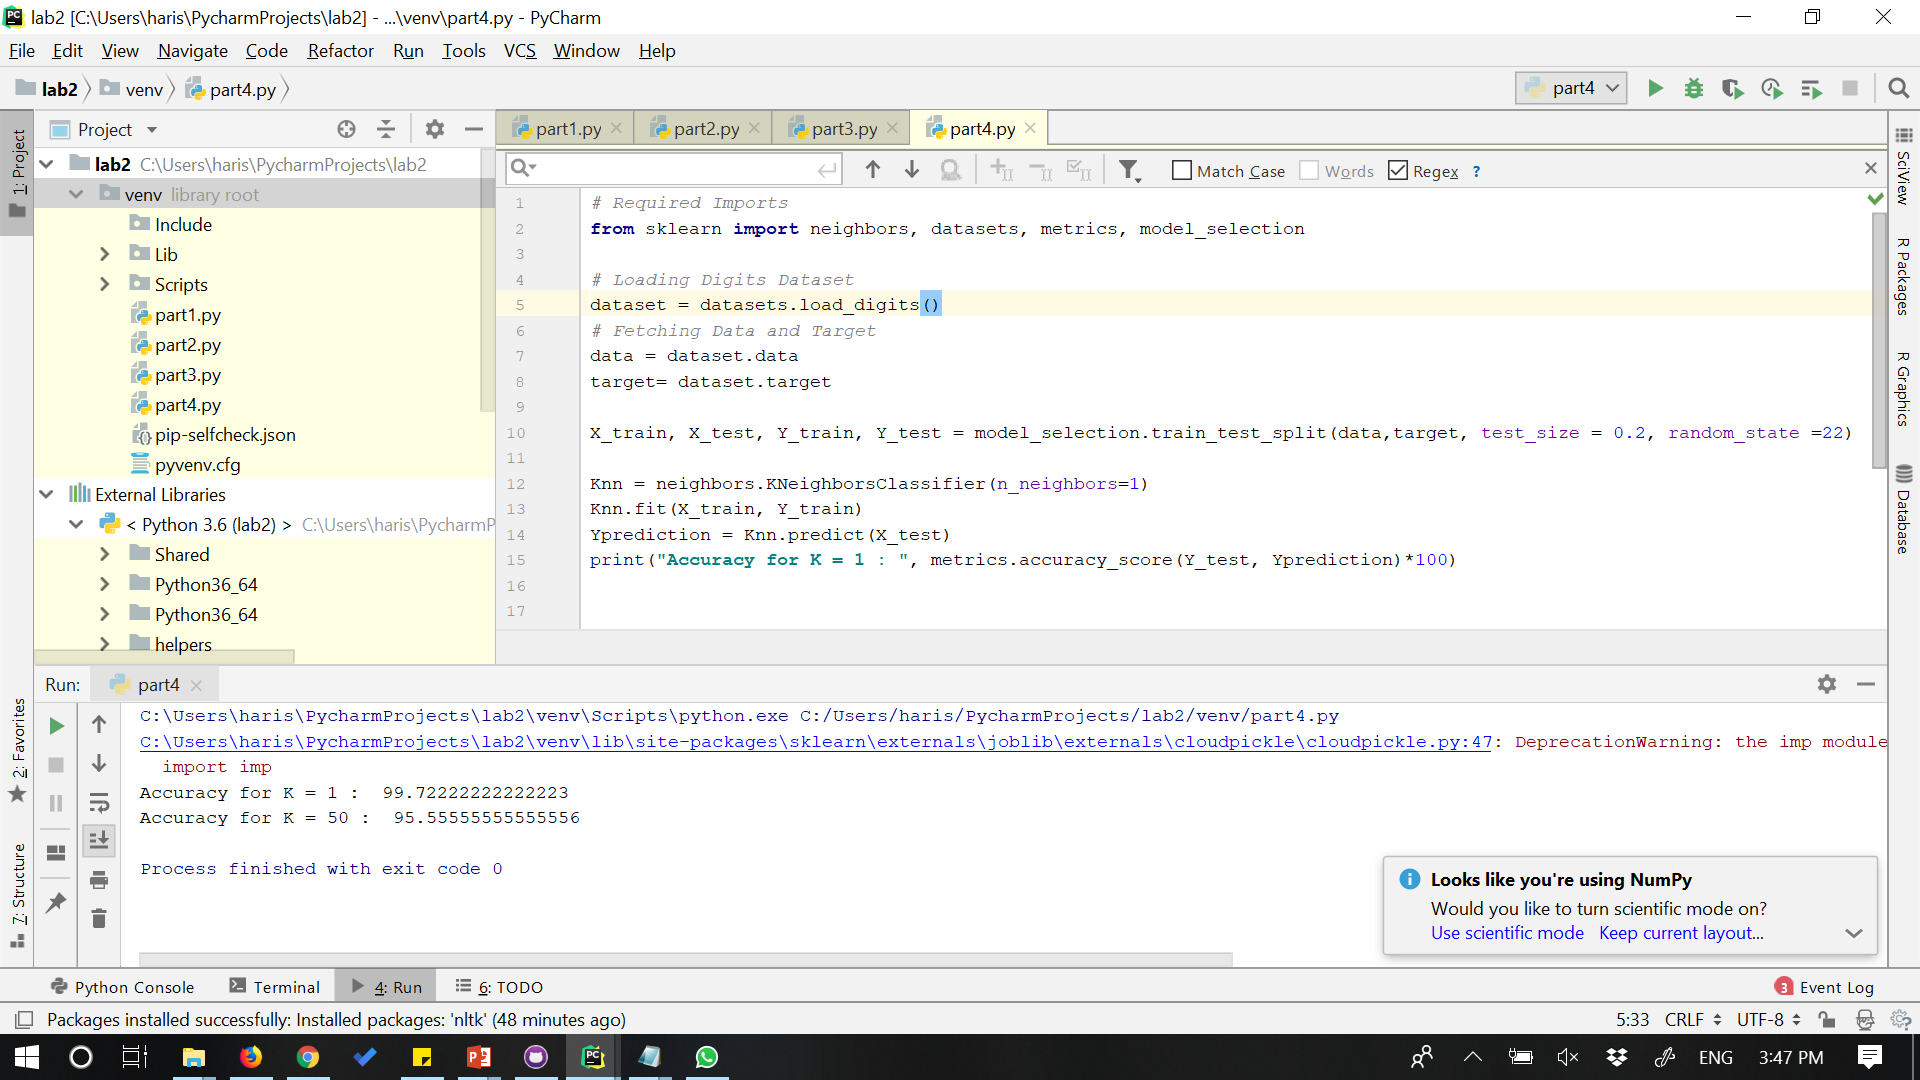 lab2 [C:\Users\haris\PycharmProjects\lab2] - ...\venv\part4.py - PyCharm
File Edit View Navigate Code Refactor Run Tools VCS Window Help
lab2 venv part4.py part4
1: Project
Project
part1.py part2.py part3.py part4.py
lab2 C:\Users\haris\PycharmProjects\lab2
venv library root
Include
Lib
Scripts
part1.py
part2.py
part3.py
part4.py
pip-selfcheck.json
pyvenv.cfg
External Libraries
< Python 3.6 (lab2) > C:\Users\haris\PycharmP
Shared
Python36_64
Python36_64
helpers
Match Case Words Regex ?
1 # Required Imports
2 from sklearn import neighbors, datasets, metrics, model_selection
3
4 # Loading Digits Dataset
5 dataset = datasets.load_digits()
6 # Fetching Data and Target
7 data = dataset.data
8 target= dataset.target
9
10 X_train, X_test, Y_train, Y_test = model_selection.train_test_split(data,target, test_size = 0.2, random_state =22)
11
12 Knn = neighbors.KNeighborsClassifier(n_neighbors=1)
13 Knn.fit(X_train, Y_train)
14 Yprediction = Knn.predict(X_test)
15 print("Accuracy for K = 1 : ", metrics.accuracy_score(Y_test, Yprediction)*100)
16
17
SciView
R Packages
R Graphics
Database
2: Favorites
7: Structure
Run: part4
C:\Users\haris\PycharmProjects\lab2\venv\Scripts\python.exe C:/Users/haris/PycharmProjects/lab2/venv/part4.py
C:\Users\haris\PycharmProjects\lab2\venv\lib\site-packages\sklearn\externals\joblib\externals\cloudpickle\cloudpickle.py:47: DeprecationWarning: the imp module
import imp
Accuracy for K = 1 :  99.72222222222223
Accuracy for K = 50 :  95.55555555555556
Process finished with exit code 0
Looks like you're using NumPy
Would you like to turn scientific mode on?
Use scientific mode Keep current layout...
Python Console Terminal 4: Run 6: TODO 3 Event Log
Packages installed successfully: Installed packages: 'nltk' (48 minutes ago) 5:33 CRLF UTF-8
ENG 3:47 PM